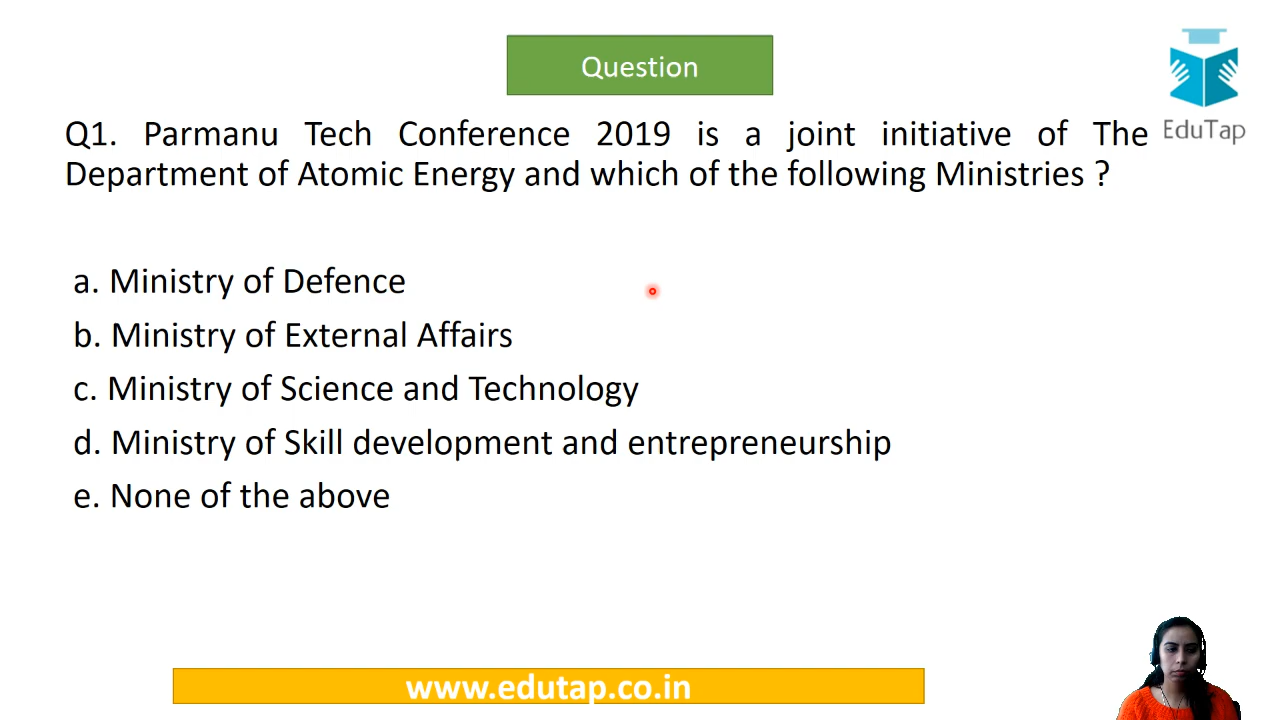 Question
EduTap
Q1. Parmanu Tech Conference 2019 is a joint initiative of The
Department of Atomic Energy and which of the following Ministries ?
a. Ministry of Defence
b. Ministry of External Affairs
c. Ministry of Science and Technology
d. Ministry of Skill development and entrepreneurship
e. None of the above
www.edutap.co.in